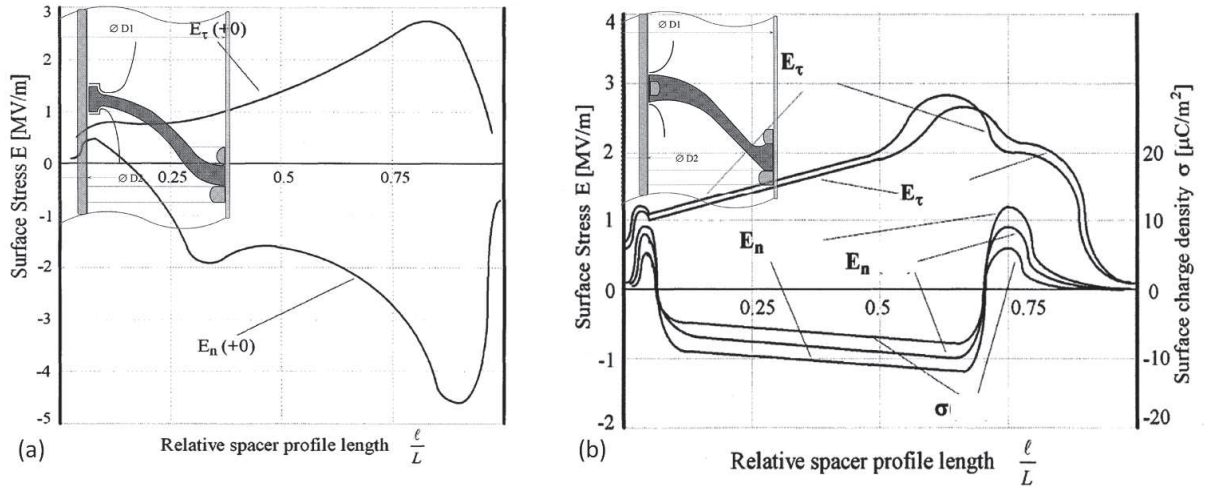 3
2
1
0
-1
-2
-3
-4
-5
Surface Stress E [MV/m]
Ø D1
Ø D2
Eτ (+0)
0.25
0.5
0.75
En (+0)
(a)
Relative spacer profile length ℓ/L
4
3
2
1
0
-1
-2
Surface Stress E [MV/m]
Ø D1
Ø D2
Eτ
Eτ
En
En
σ
0.25
0.5
0.75
20
10
0
-10
-20
Surface charge density σ [µC/m²]
(b)
Relative spacer profile length ℓ/L